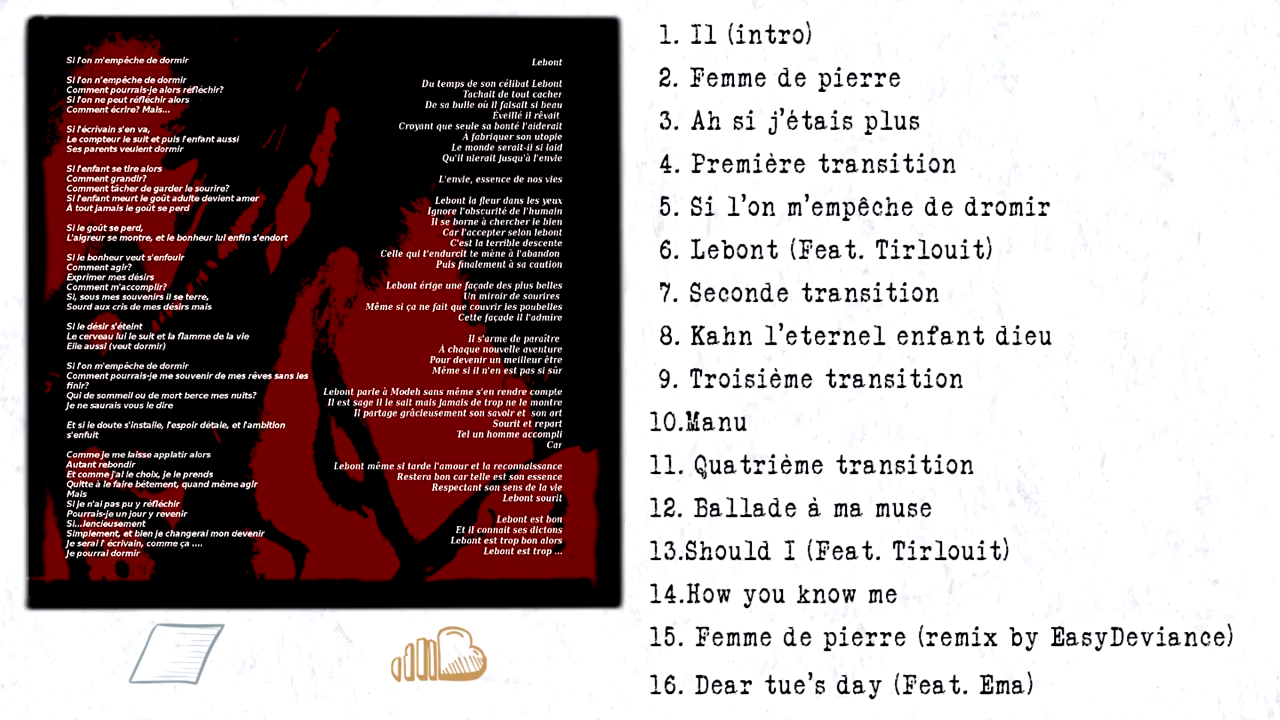 Si l'on m'empêche de dormir
Si l'on n'empêche de dormir
Comment pourrais-je alors réfléchir?
Si l'on ne peut réfléchir alors
Comment écrire? Mais...
Si l'écrivain s'en va,
Le compteur le suit et puis l'enfant aussi
Ses parents veulent dormir
Si l'enfant se tire alors
Comment grandir?
Comment tâcher de garder le sourire?
Si l'enfant meurt le goût adulte devient amer
À tout jamais le goût se perd
Si le goût se perd,
L'aigreur se montre, et le bonheur lui enfin s'endort
Si le bonheur veut s'enfouir
Comment agir?
Exprimer mes désirs
Comment m'accomplir?
Si, sous mes souvenirs il se terre,
Sourd aux cris de mes désirs mais
Si le désir s'éteint
Le cerveau lui le suit et la flamme de la vie
Elle aussi (veut dormir)
Si l'on m'empêche de dormir
Comment pourrais-je me souvenir de mes rêves sans les
finir?
Qui de sommeil ou de mort berce mes nuits?
Je ne saurais vous le dire
Et si le doute s'installe, l'espoir détale, et l'ambition
s'enfuit
Comme je me laisse applatir alors
Autant rebondir
Et comme j'ai le choix, je le prends
Quitte à le faire bêtement, quand même agir
Mais
Si je n'ai pas pu y réfléchir
Pourrais-je un jour y revenir
Si...lencieusement
Simplement, et bien je changerai mon devenir
Je serai l' écrivain, comme ça ....
Je pourrai dormir
Lebont
Du temps de son célibat Lebont
Tachait de tout cacher
De sa bulle où il faisait si beau
Éveillé il rêvait
Croyant que seule sa bonté l'aiderait
À fabriquer son utopie
Le monde serait-il si laid
Qu'il nierait jusqu'à l'envie
L'envie, essence de nos vies
Lebont la fleur dans les yeux
Ignore l'obscurité de l'humain
Il se borne à chercher le bien
Car l'accepter selon lebont
C'est la terrible descente
Celle qui t'endurcit te mène à l'abandon
Puis finalement à sa caution
Lebont érige une façade des plus belles
Un miroir de sourires
Même si ça ne fait que couvrir les poubelles
Cette façade il l'admire
Il s'arme de paraître
À chaque nouvelle aventure
Pour devenir un meilleur être
Même si il n'en est pas si sûr
Lebont parle à Modeh sans même s'en rendre compte
Il est sage il le sait mais jamais de trop ne le montre
Il partage grâcieusement son savoir et son art
Sourit et repart
Tel un homme accompli
Car
Lebont même si tarde l'amour et la reconnaissance
Restera bon car telle est son essence
Respectant son sens de la vie
Lebont sourit
Lebont est bon
Et il connait ses dictons
Lebont est trop bon alors
Lebont est trop ...
1. Il (intro)
2. Femme de pierre
3. Ah si j'étais plus
4. Première transition
5. Si l'on m'empêche de dromir
6. Lebont (Feat. Tirlouit)
7. Seconde transition
8. Kahn l'eternel enfant dieu
9. Troisième transition
10.Manu
11. Quatrième transition
12. Ballade à ma muse
13.Should I (Feat. Tirlouit)
14.How you know me
15. Femme de pierre (remix by EasyDeviance)
16. Dear tue's day (Feat. Ema)